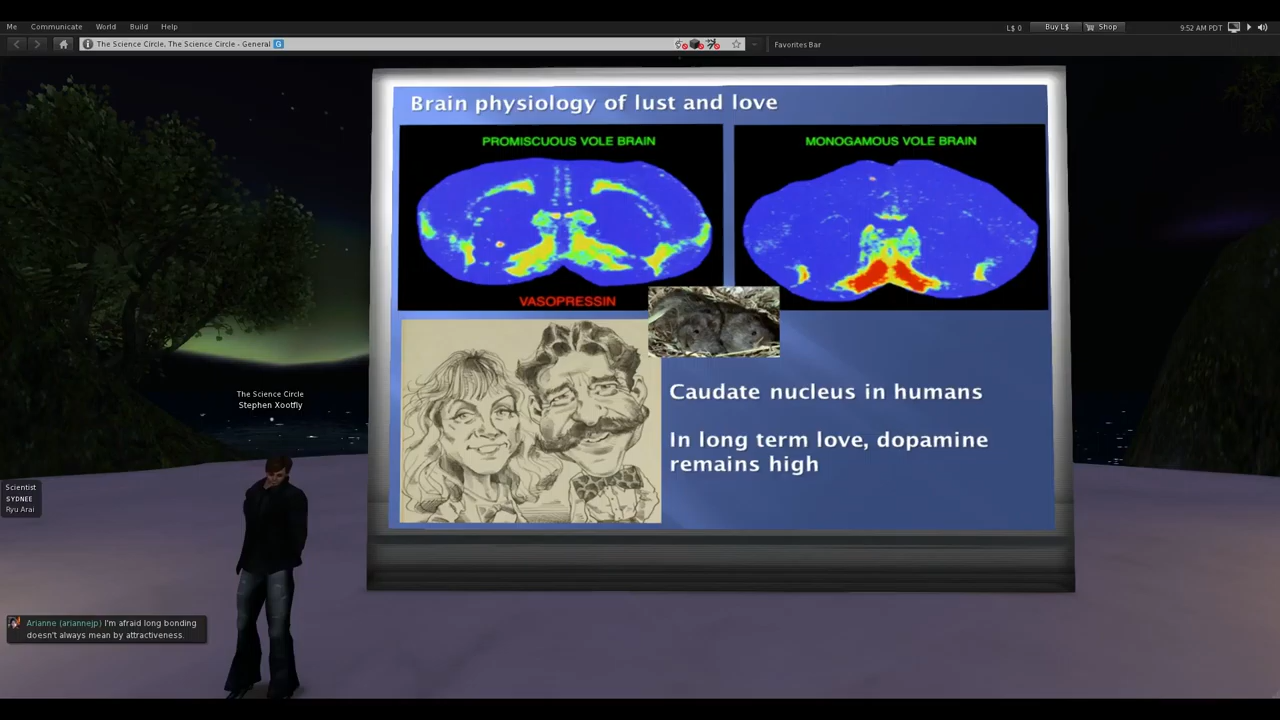 Me Communicate World Build Help
L$ 0 Buy L$ Shop 9:52 AM PDT
The Science Circle, The Science Circle - General G
Favorites Bar
Brain physiology of lust and love
PROMISCUOUS VOLE BRAIN
MONOGAMOUS VOLE BRAIN
VASOPRESSIN
Caudate nucleus in humans
In long term love, dopamine
remains high
The Science Circle
Stephen Xootfly
Scientist
SYDNEE
Ryu Arai
Arianne (ariannejp) I'm afraid long bonding
doesn't always mean by attractiveness.